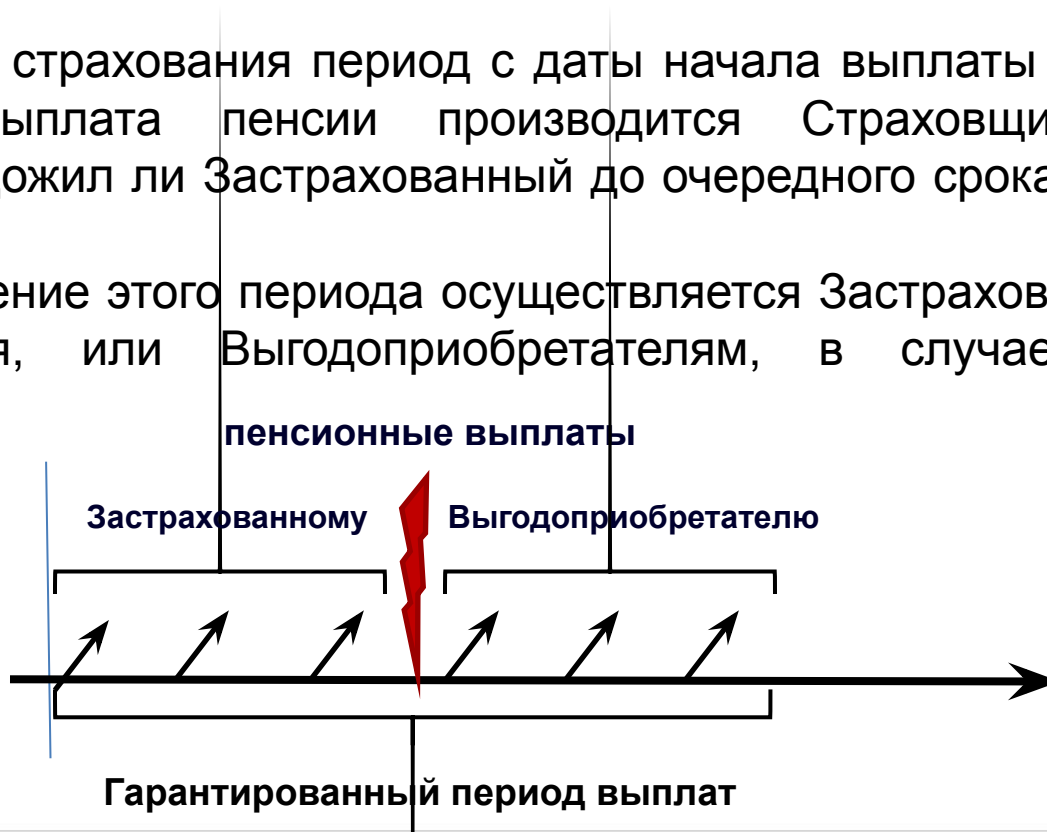 страхования период с даты начала выплаты
ыплата пенсии производится Страховщи
ожил ли Застрахованный до очередного срока
ение этого периода осуществляется Застрахов
я, или Выгодоприобретателям, в случае
пенсионные выплаты
Застрахованному Выгодоприобретателю
Гарантированный период выплат